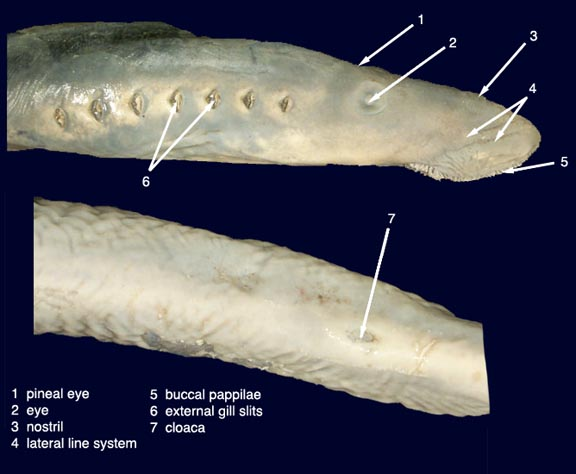 1
2
3
4
5
6
7
1 pineal eye
2 eye
3 nostril
4 lateral line system
5 buccal pappilae
6 external gill slits
7 cloaca